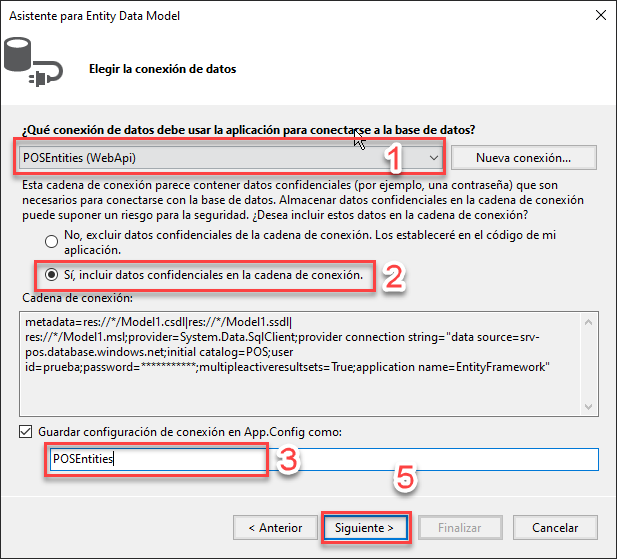 Asistente para Entity Data Model
Elegir la conexión de datos
¿Qué conexión de datos debe usar la aplicación para conectarse a la base de datos?
POSEntities (WebApi)
1
Nueva conexión...
Esta cadena de conexión parece contener datos confidenciales (por ejemplo, una contraseña) que son
necesarios para conectarse con la base de datos. Almacenar datos confidenciales en la cadena de conexión
puede suponer un riesgo para la seguridad. ¿Desea incluir estos datos en la cadena de conexión?
No, excluir datos confidenciales de la cadena de conexión. Los estableceré en el código de mi
aplicación.
Sí, incluir datos confidenciales en la cadena de conexión.
2
Cadena de conexión:
metadata=res://*/Model1.csdl|res://*/Model1.ssdl|
res://*/Model1.msl;provider=System.Data.SqlClient;provider connection string="data source=srv-
pos.database.windows.net;initial catalog=POS;user
id=prueba;password=***********;multipleactiveresultsets=True;application name=EntityFramework"
Guardar configuración de conexión en App.Config como:
POSEntities
3
5
< Anterior
Siguiente >
Finalizar
Cancelar